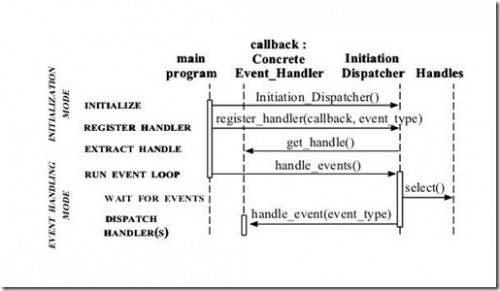 main program
callback : Concrete Event_Handler
Initiation Dispatcher
Handles
INITIALIZATION MODE
INITIALIZE
Initiation_Dispatcher()
REGISTER HANDLER
register_handler(callback, event_type)
EXTRACT HANDLE
get_handle()
EVENT HANDLING MODE
RUN EVENT LOOP
handle_events()
WAIT FOR EVENTS
select()
DISPATCH HANDLER(S)
handle_event(event_type)